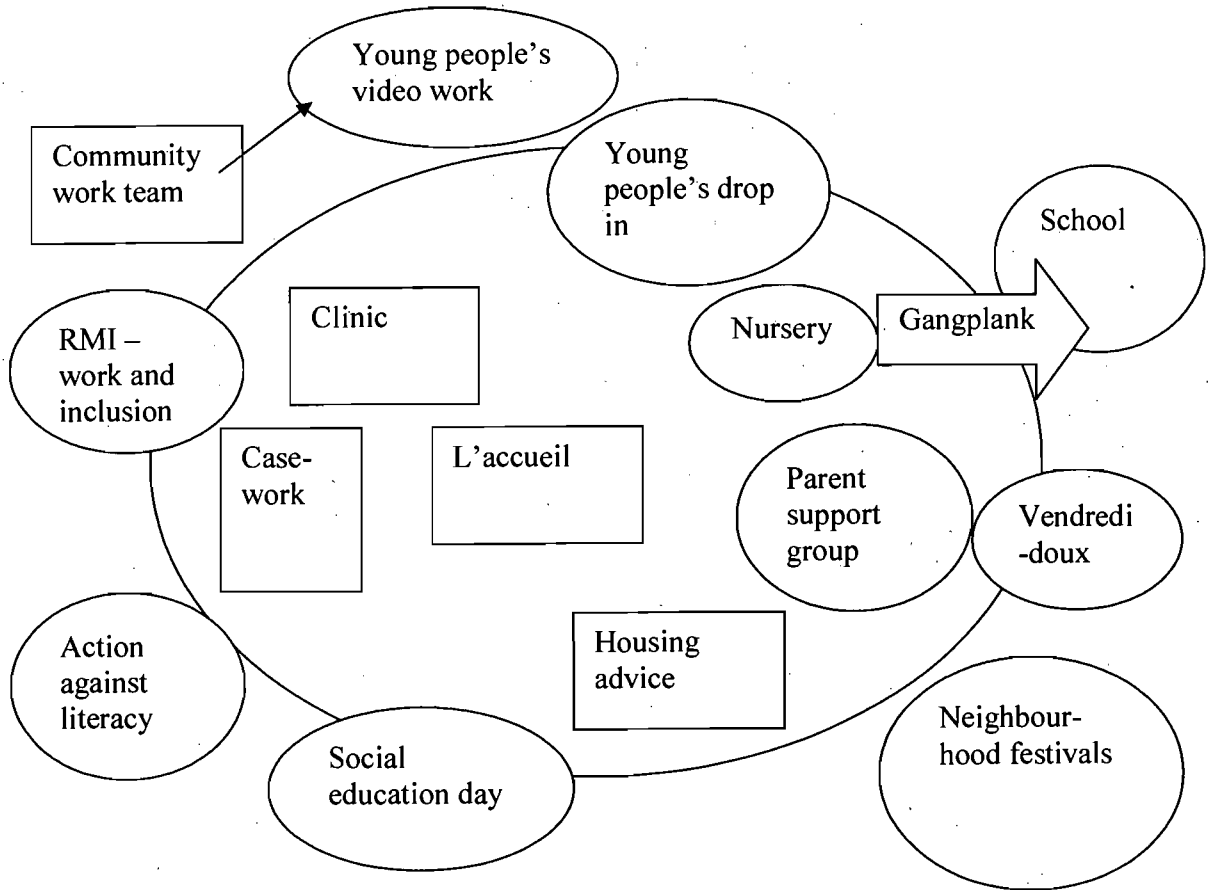 Young people's
video work
Community
work team
Young
people's drop
in
School
Clinic
Nursery
Gangplank
RMI –
work and
inclusion
Case-
work
L'accueil
Parent
support
group
Vendredi
-doux
Action
against
literacy
Housing
advice
Social
education day
Neighbour-
hood festivals